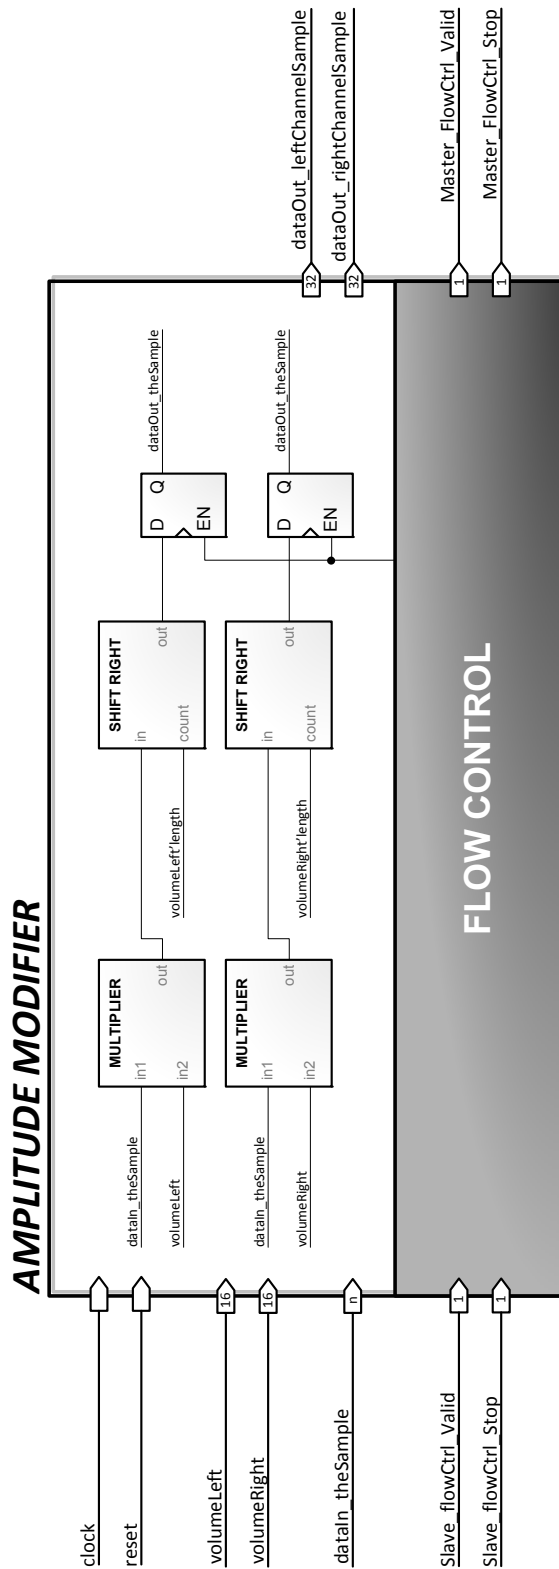 AMPLITUDE MODIFIER
clock
reset
volumeLeft
16
volumeRight
16
dataIn_theSample
n
Slave_flowCtrl_Valid
1
Slave_flowCtrl_Stop
1
dataIn_theSample
volumeLeft
MULTIPLIER
in1
in2
out
volumeLeft'length
SHIFT RIGHT
in
count
out
D
Q
EN
dataOut_theSample
dataIn_theSample
volumeRight
MULTIPLIER
in1
in2
out
volumeRight'length
SHIFT RIGHT
in
count
out
D
Q
EN
dataOut_theSample
FLOW CONTROL
32
dataOut_leftChannelSample
32
dataOut_rightChannelSample
1
Master_FlowCtrl_Valid
1
Master_FlowCtrl_Stop